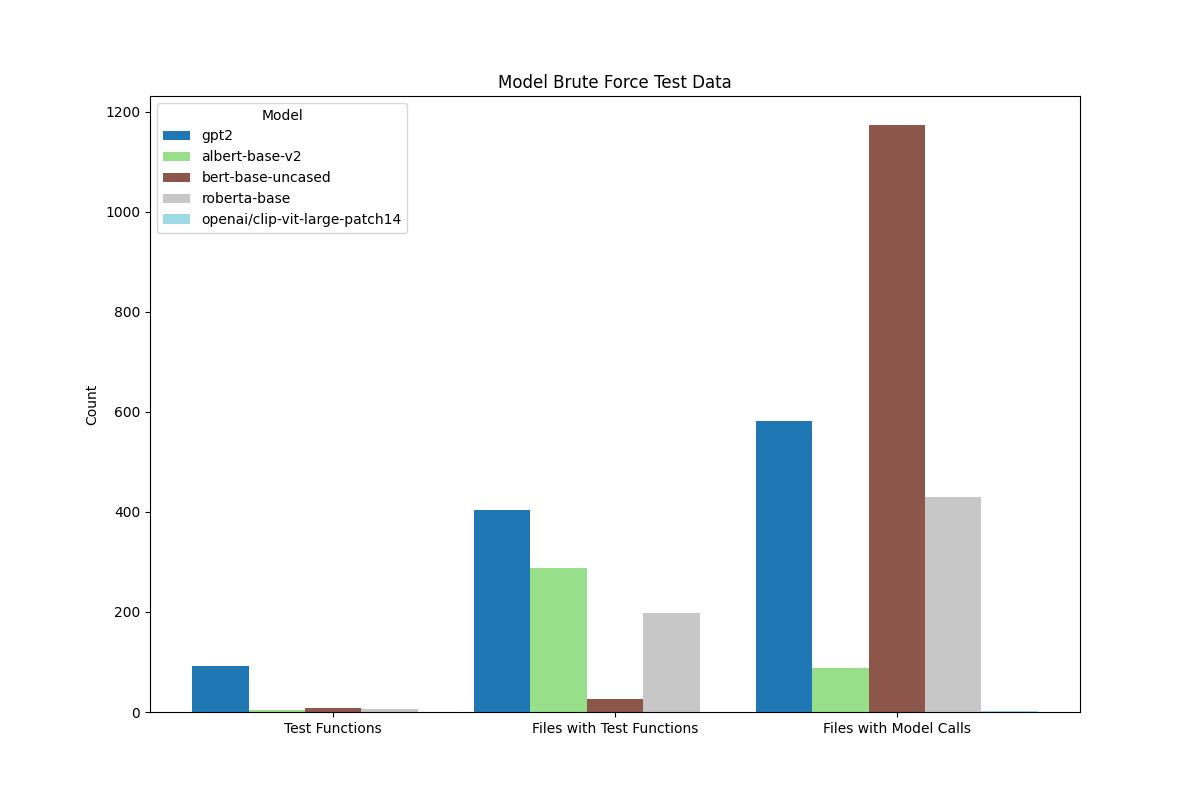 Model Brute Force Test Data
Model
gpt2
albert-base-v2
bert-base-uncased
roberta-base
openai/clip-vit-large-patch14
Count
1200
1000
800
600
400
200
0
Test Functions
Files with Test Functions
Files with Model Calls